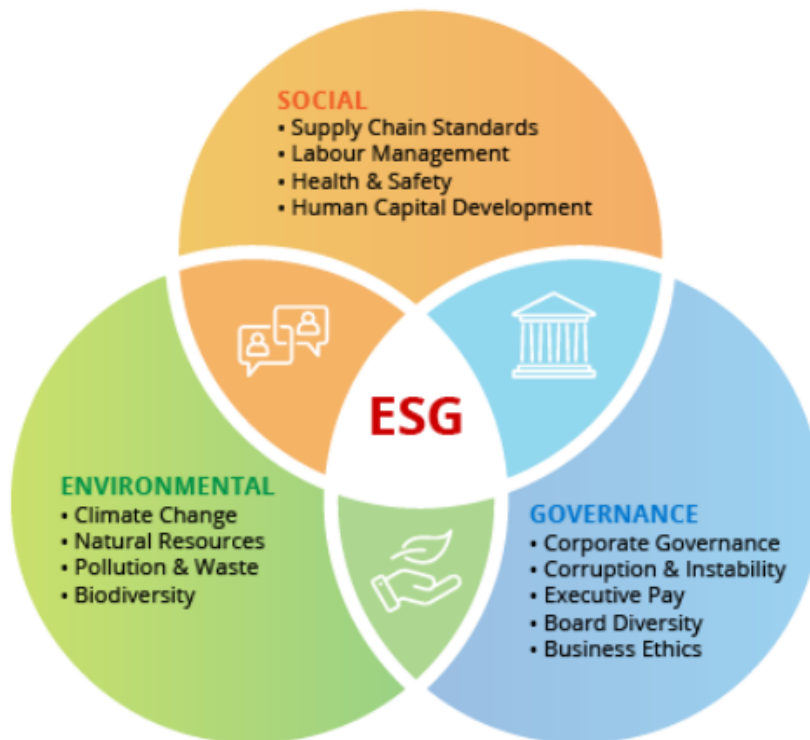 SOCIAL
• Supply Chain Standards
• Labour Management
• Health & Safety
• Human Capital Development
ESG
ENVIRONMENTAL
• Climate Change
• Natural Resources
• Pollution & Waste
• Biodiversity
GOVERNANCE
• Corporate Governance
• Corruption & Instability
• Executive Pay
• Board Diversity
• Business Ethics